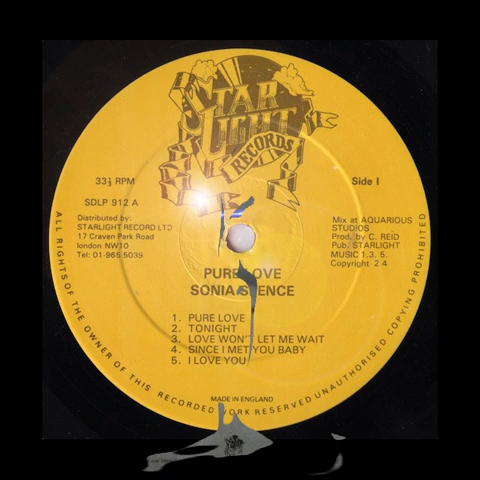 STAR
LIGHT
RECORDS
33⅓ RPM
Side I
SDLP 912 A
Distributed by:
STARLIGHT RECORD LTD
17 Craven Park Road
london NW10
Tel: 01-965 5039
Mix at AQUARIOUS
STUDIOS
Prod. by C. REID
Pub. STARLIGHT
MUSIC 1.3. 5.
Copyright 2 4
PURE LOVE
SONIA
1. PURE LOVE
2. TONIGHT
3. LOVE WON'T LET ME WAIT
4. SINCE I MET YOU BABY
5. I LOVE YOU
MADE IN ENGLAND
ALL RIGHTS OF THE OWNER OF THIS RECORDED WORK RESERVED UNAUTHORISED COPYING PROHIBITED